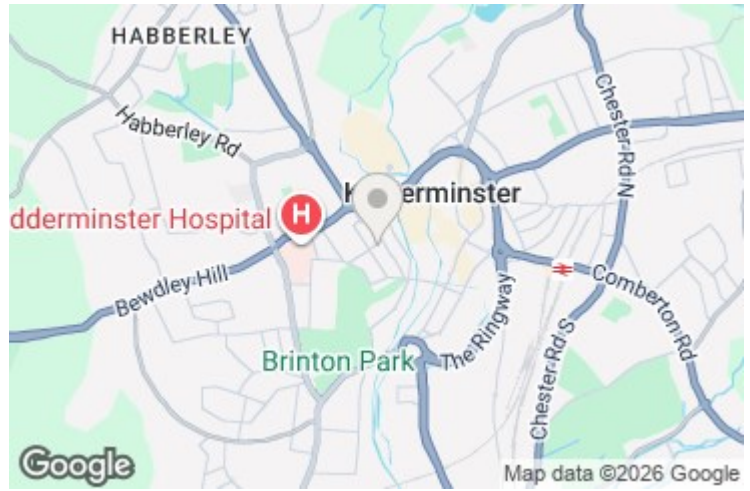 HABBERLEY
Habberley Rd
Chester Rd N
K erminster
dderminster Hospital
H
Bewdley Hill
Comberton Rd
The Ringway
Brinton Park
Chester Rd S
Google
Map data ©2026 Google